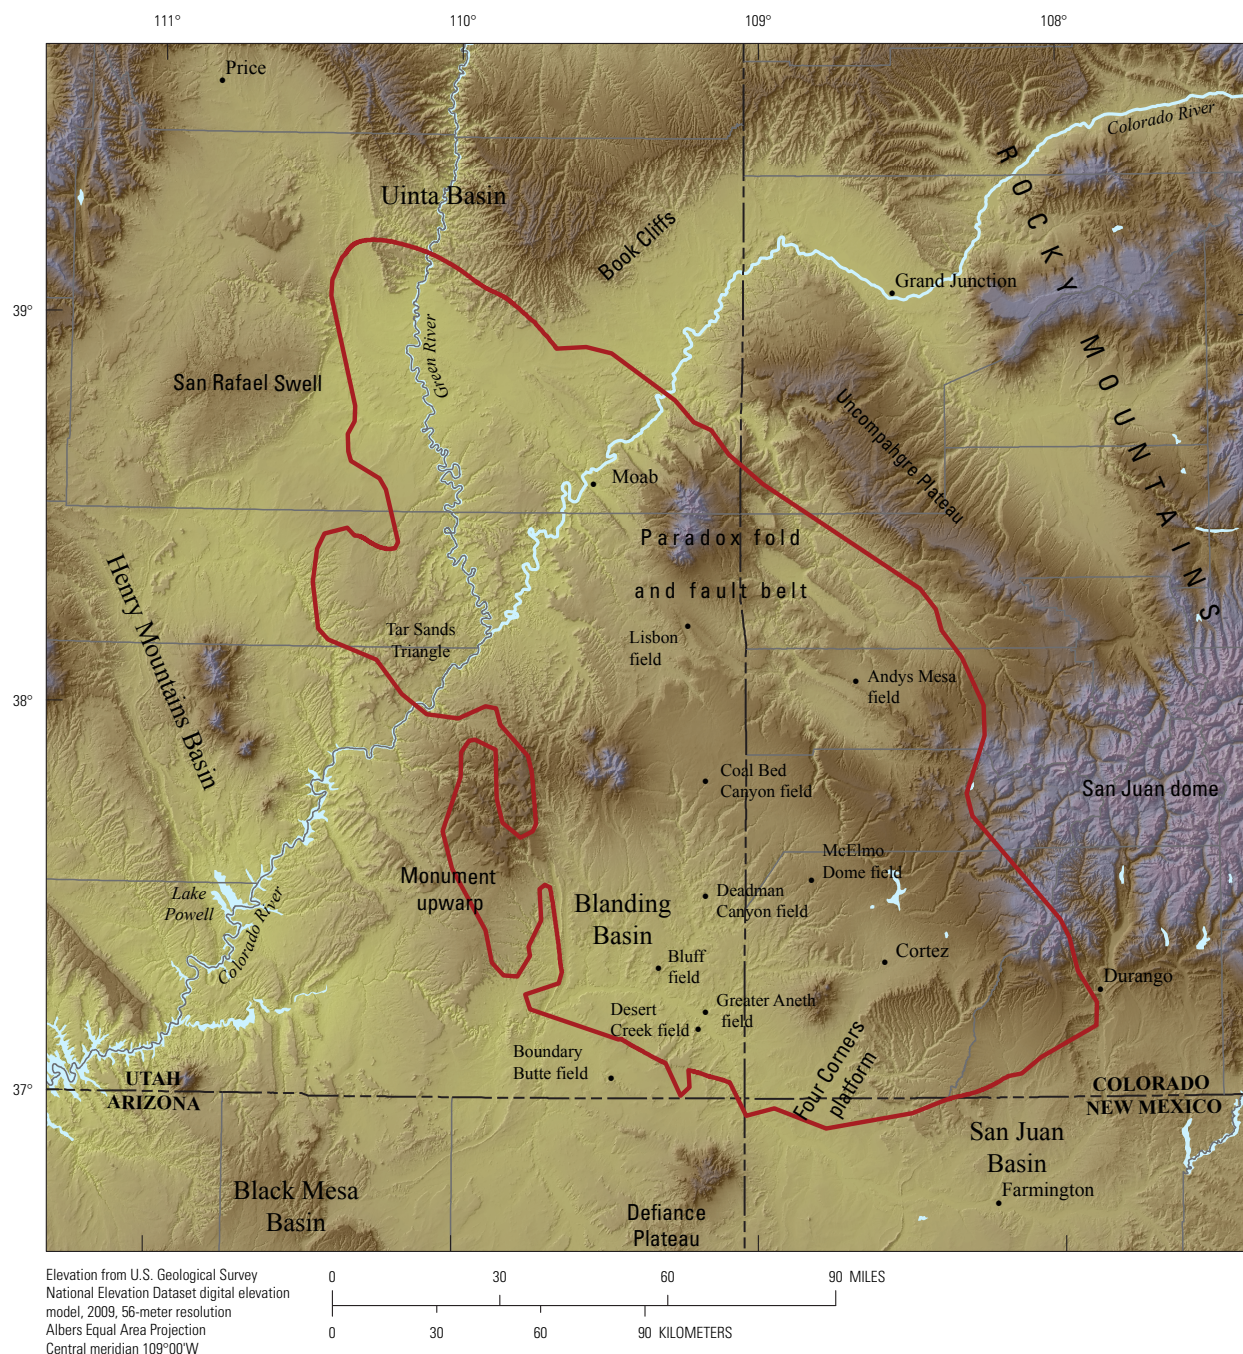 111°
110°
109°
108°
Price
Colorado River
ROCKY MOUNTAINS
Uinta Basin
Book Cliffs
Grand Junction
39°
Green River
San Rafael Swell
Uncompahgre Plateau
Moab
Paradox fold
and fault belt
Henry Mountains Basin
Tar Sands
Triangle
Lisbon
field
Andys Mesa
field
38°
Coal Bed
Canyon field
San Juan dome
McElmo
Dome field
Monument
upwarp
Lake
Powell
Deadman
Canyon field
Blanding
Basin
Colorado River
Cortez
Bluff
field
Durango
Greater Aneth
field
Desert
Creek field
Boundary
Butte field
Four Corners
platform
37°
UTAH
ARIZONA
COLORADO
NEW MEXICO
San Juan
Basin
Black Mesa
Basin
Farmington
Defiance
Plateau
Elevation from U.S. Geological Survey
National Elevation Dataset digital elevation
model, 2009, 56-meter resolution
Albers Equal Area Projection
Central meridian 109°00'W
0 30 60 90 MILES
0 30 60 90 KILOMETERS